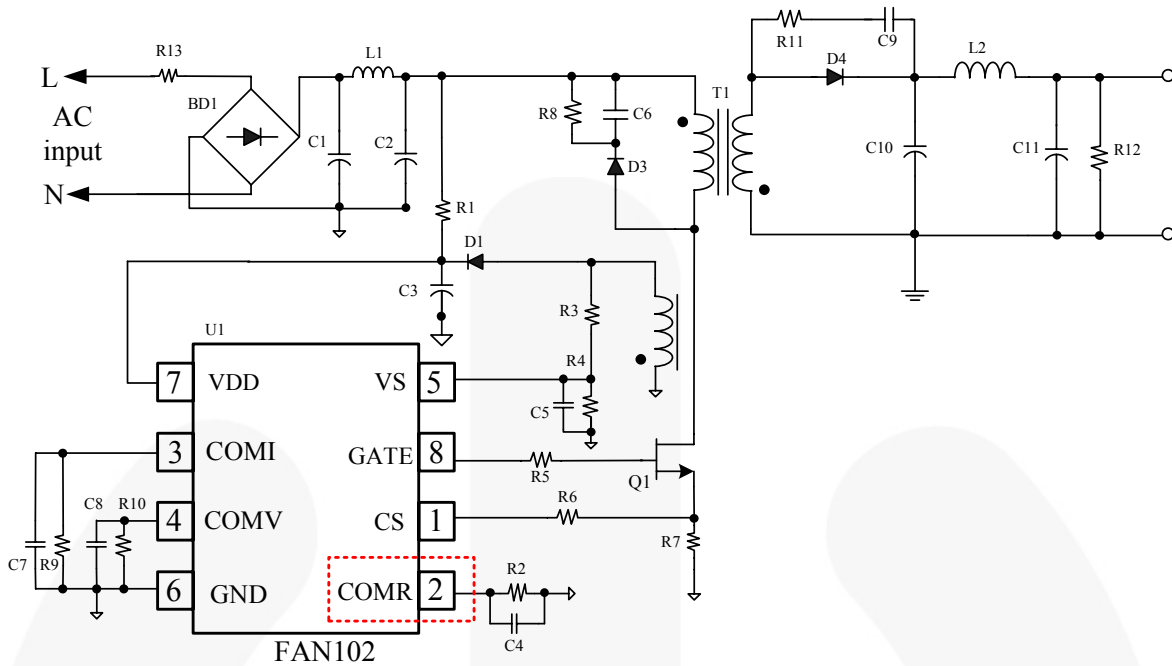 R11
C9
L2
R13
L1
D4
L
BD1
T1
AC
input
R8
C6
C1
C2
C10
C11
R12
D3
N
R1
D1
C3
R3
U1
R4
7
VDD
VS
5
C5
3
COMI
GATE
8
R5
Q1
C8
R10
R6
4
COMV
CS
1
R7
C7
R9
R2
6
GND
COMR
2
C4
FAN102